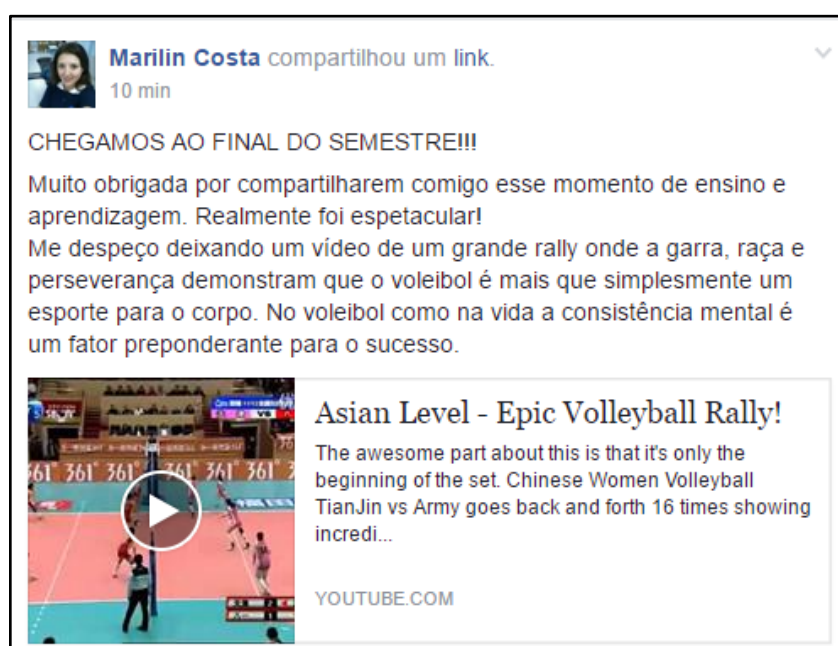 Marilin Costa compartilhou um link.
10 min
CHEGAMOS AO FINAL DO SEMESTRE!!!
Muito obrigada por compartilharem comigo esse momento de ensino e
aprendizagem. Realmente foi espetacular!
Me despeço deixando um vídeo de um grande rally onde a garra, raça e
perseverança demonstram que o voleibol é mais que simplesmente um
esporte para o corpo. No voleibol como na vida a consistência mental é
um fator preponderante para o sucesso.
361° 361° 361° 361° 361
Asian Level - Epic Volleyball Rally!
The awesome part about this is that it's only the
beginning of the set. Chinese Women Volleyball
TianJin vs Army goes back and forth 16 times showing
incredi...
YOUTUBE.COM